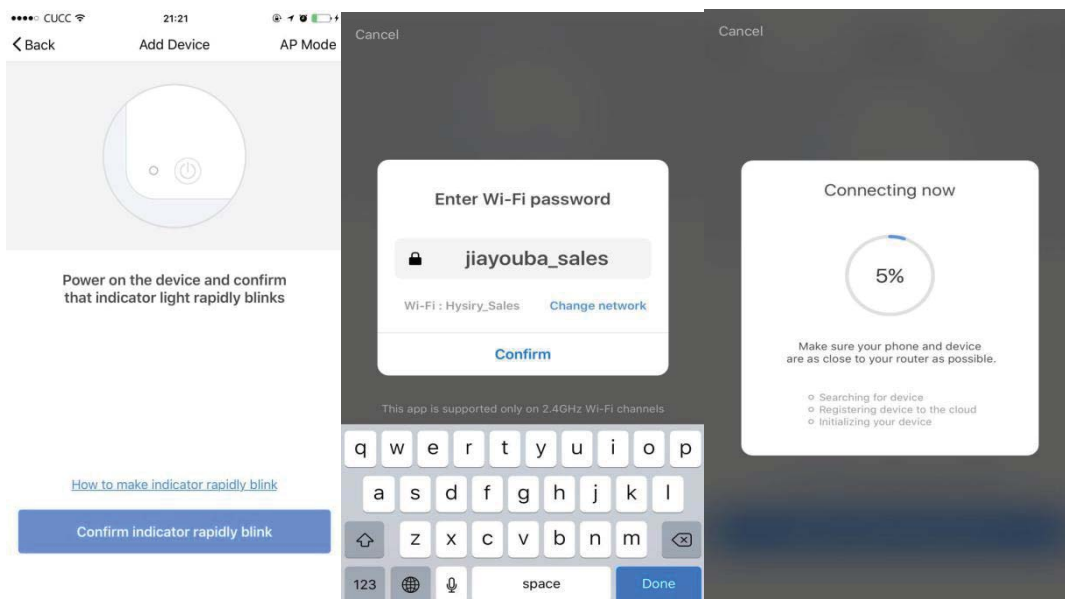 CUCC
21:21
Back
Add Device
AP Mode
Power on the device and confirm
that indicator light rapidly blinks
How to make indicator rapidly blink
Confirm indicator rapidly blink
Cancel
Enter Wi-Fi password
jiayouba_sales
Wi-Fi : Hysiry_Sales
Change network
Confirm
This app is supported only on 2.4GHz Wi-Fi channels
q w e r t y u i o p
a s d f g h j k l
z x c v b n m
123
space
Done
Cancel
Connecting now
5%
Make sure your phone and device
are as close to your router as possible.
Searching for device
Registering device to the cloud
Initializing your device